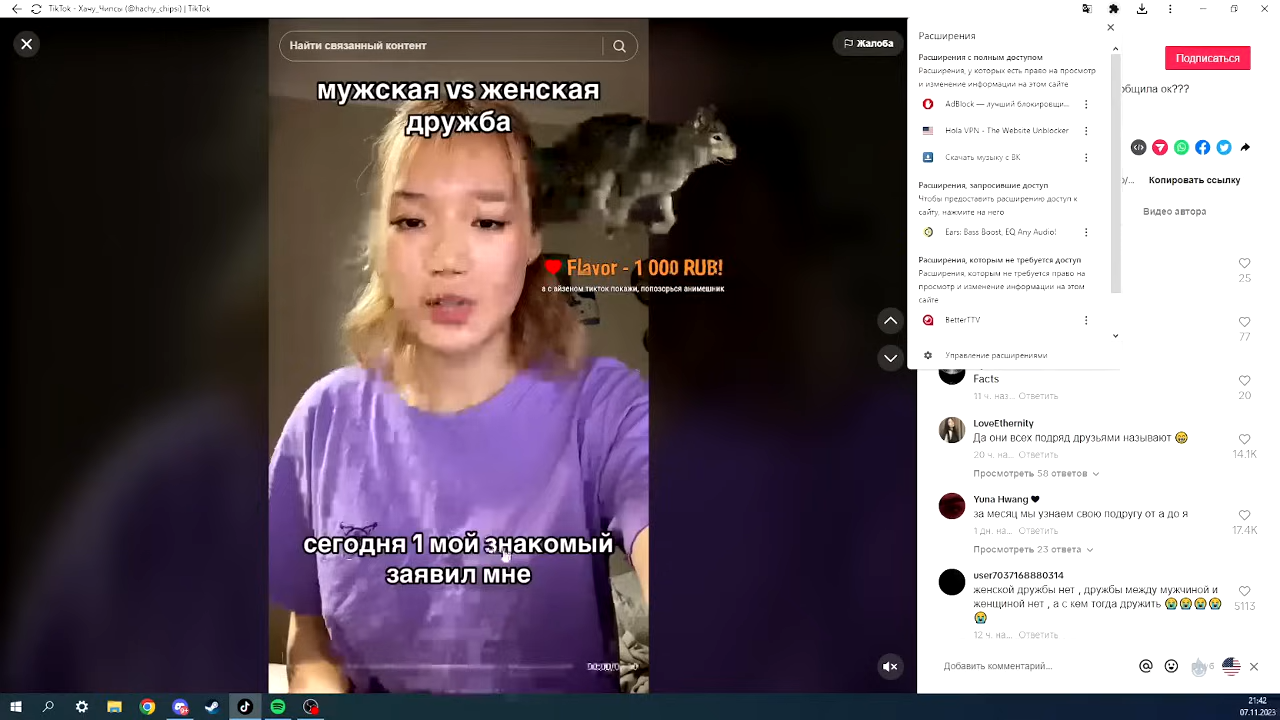 TikTok - Хачу_Чипсы (@hachy_chipsi) | TikTok
Найти связанный контент
Жалоба
мужская vs женская
дружба
Flavor - 1 000 RUB!
а с айзеном тикток покажи, попозорься анимешник
сегодня 1 мой знакомый
заявил мне
Расширения
Расширения с полным доступом
Расширения, у которых есть право на просмотр
и изменение информации на этом сайте
AdBlock — лучший блокировщи...
Hola VPN - The Website Unblocker
Скачать музыку с ВК
Расширения, запросившие доступ
Чтобы предоставить расширению доступ к
сайту, нажмите на него
Ears: Bass Boost, EQ Any Audio!
Расширения, которым не требуется доступ
Расширения, которым не требуется право на
просмотр и изменение информации на этом
сайте
BetterTTV
Управление расширениями
Подписаться
общила ок???
о/... Копировать ссылку
Видео автора
25
77
Facts
11 ч. наз... Ответить
20
LoveEthernity
Да они всех подряд друзьями называют 😁
20 ч. на... Ответить
14.1K
Просмотреть 58 ответов
Yuna Hwang 🖤
за месяц мы узнаем свою подругу от а до я
1 дн. на... Ответить
17.4K
Просмотреть 23 ответа
user7037168880314
женской дружбы нет , дружбы между мужчиной и
женщиной нет , а с кем тогда дружить 😭😭😭😭
😭
5113
12 ч. на... Ответить
Добавить комментарий...
21:42
07.11.2023